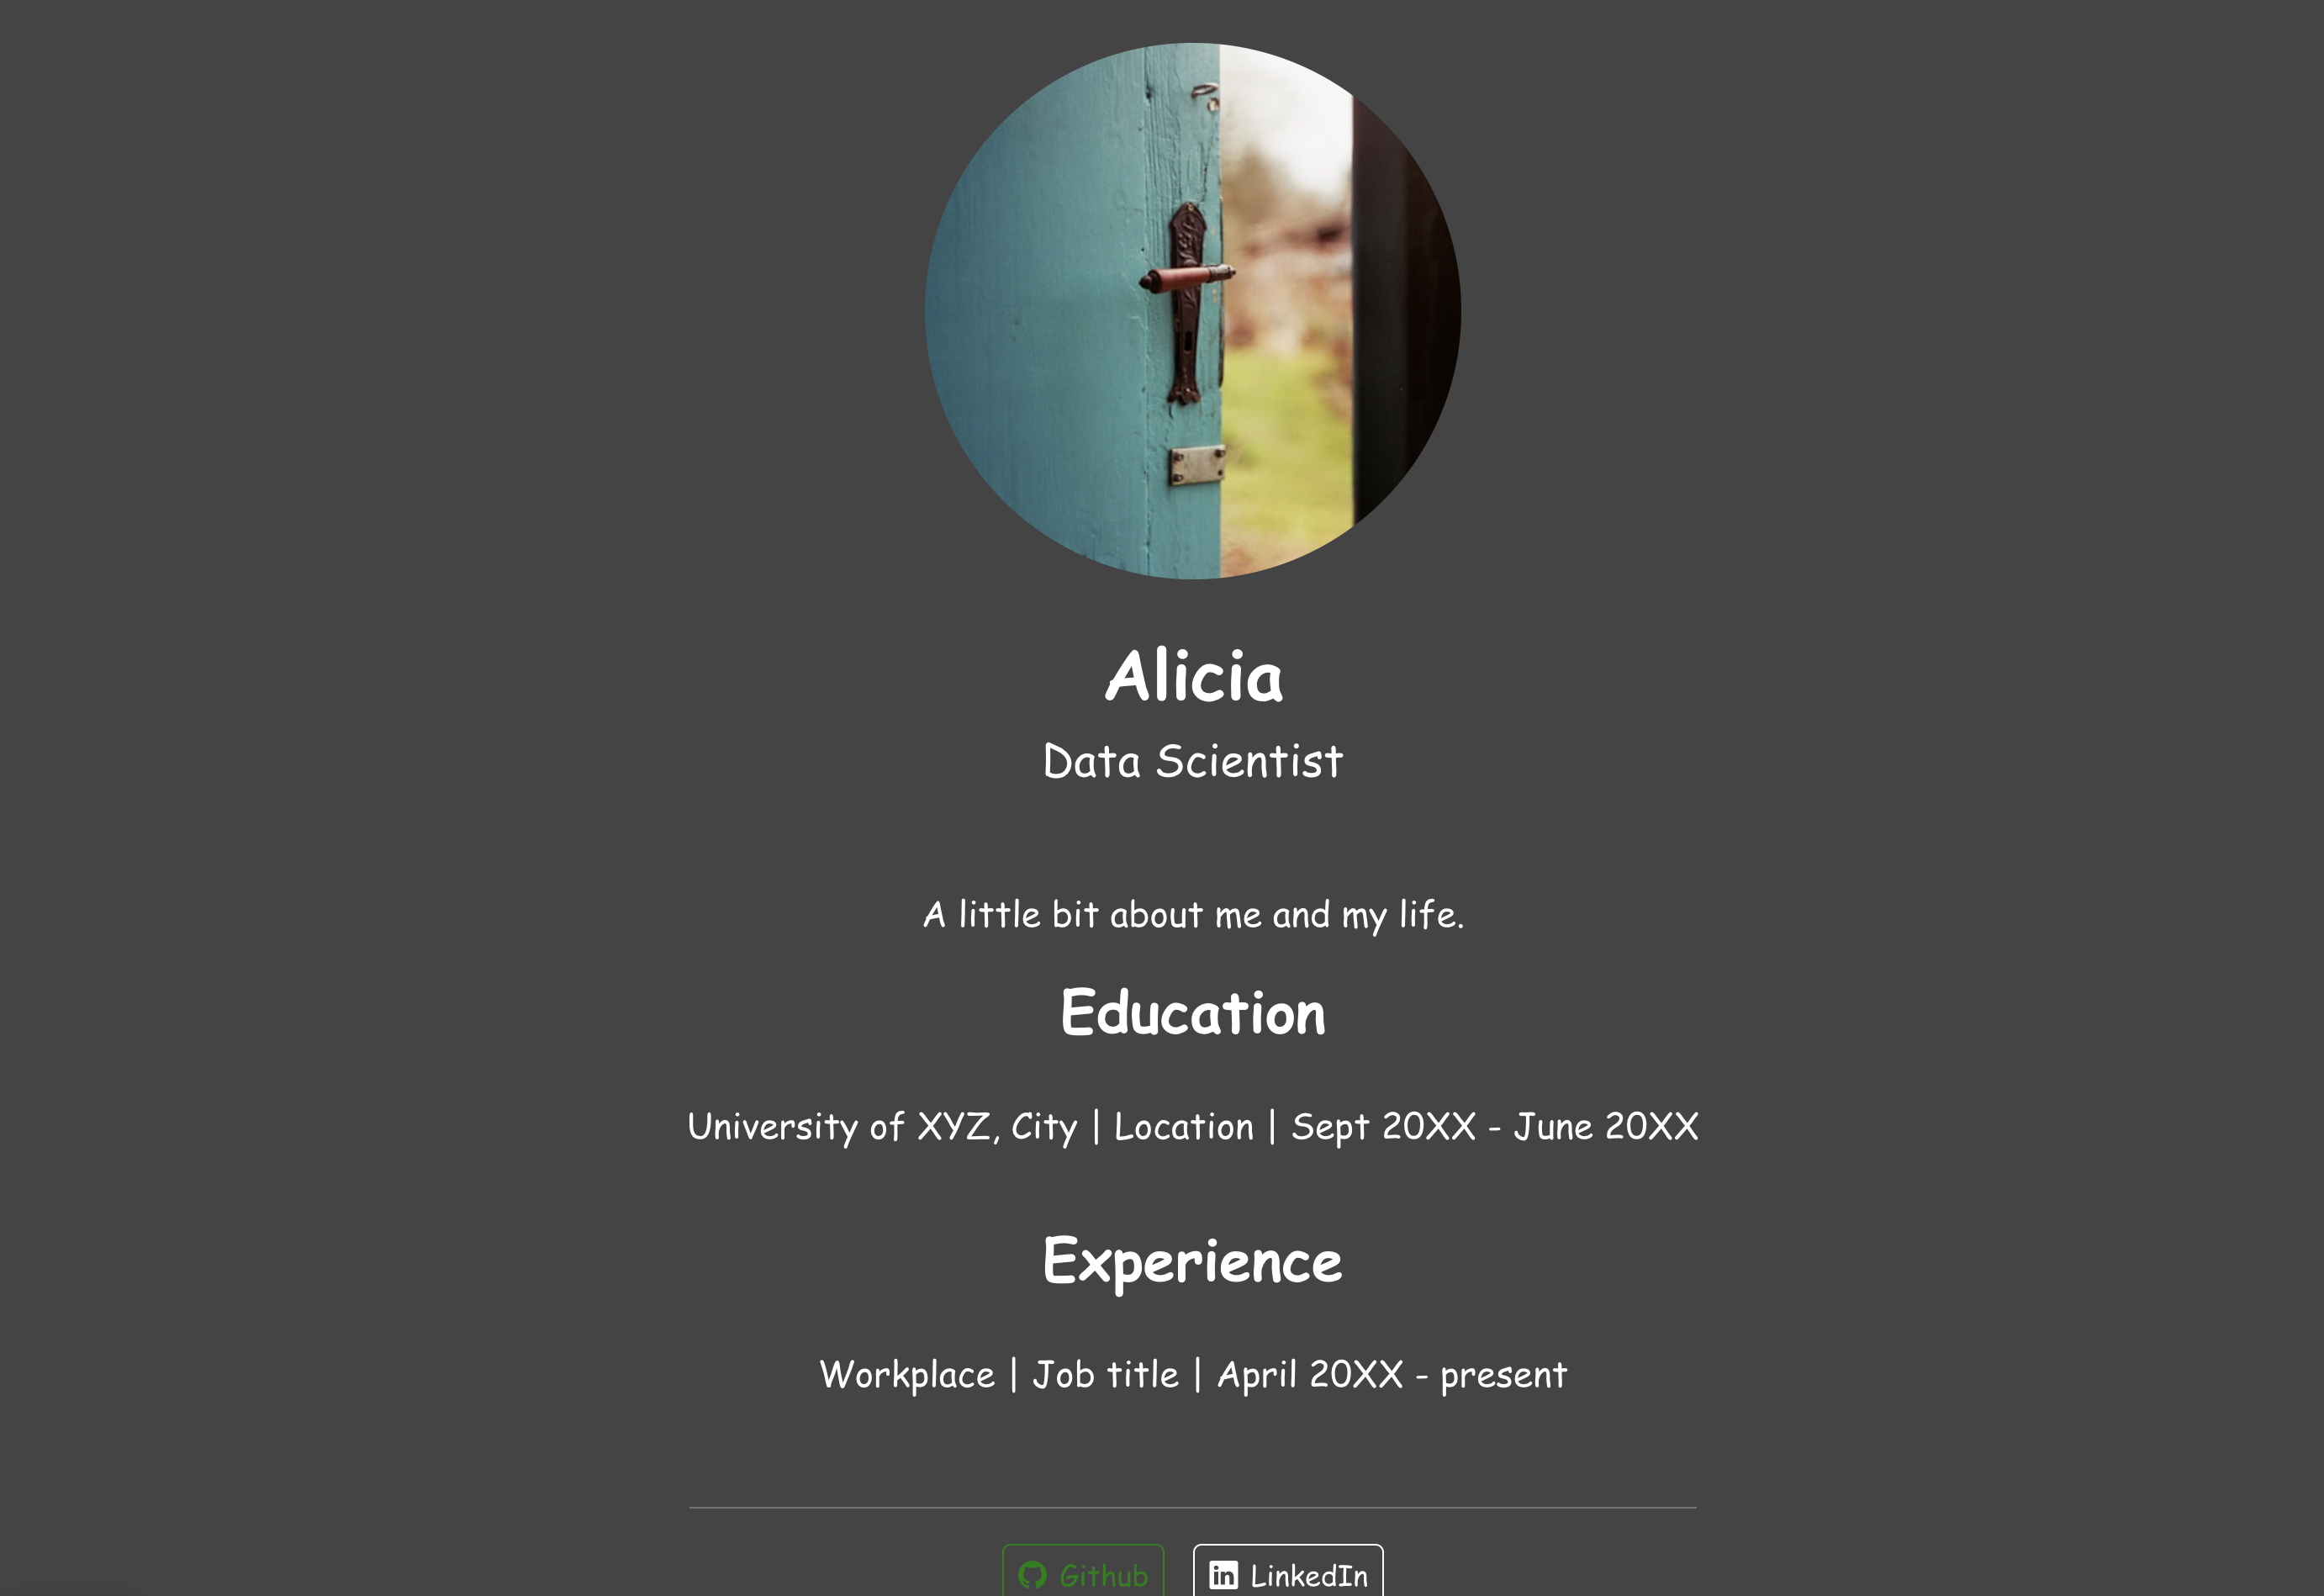 Alicia
Data Scientist
A little bit about me and my life.
Education
University of XYZ, City | Location | Sept 20XX - June 20XX
Experience
Workplace | Job title | April 20XX - present
Github
LinkedIn